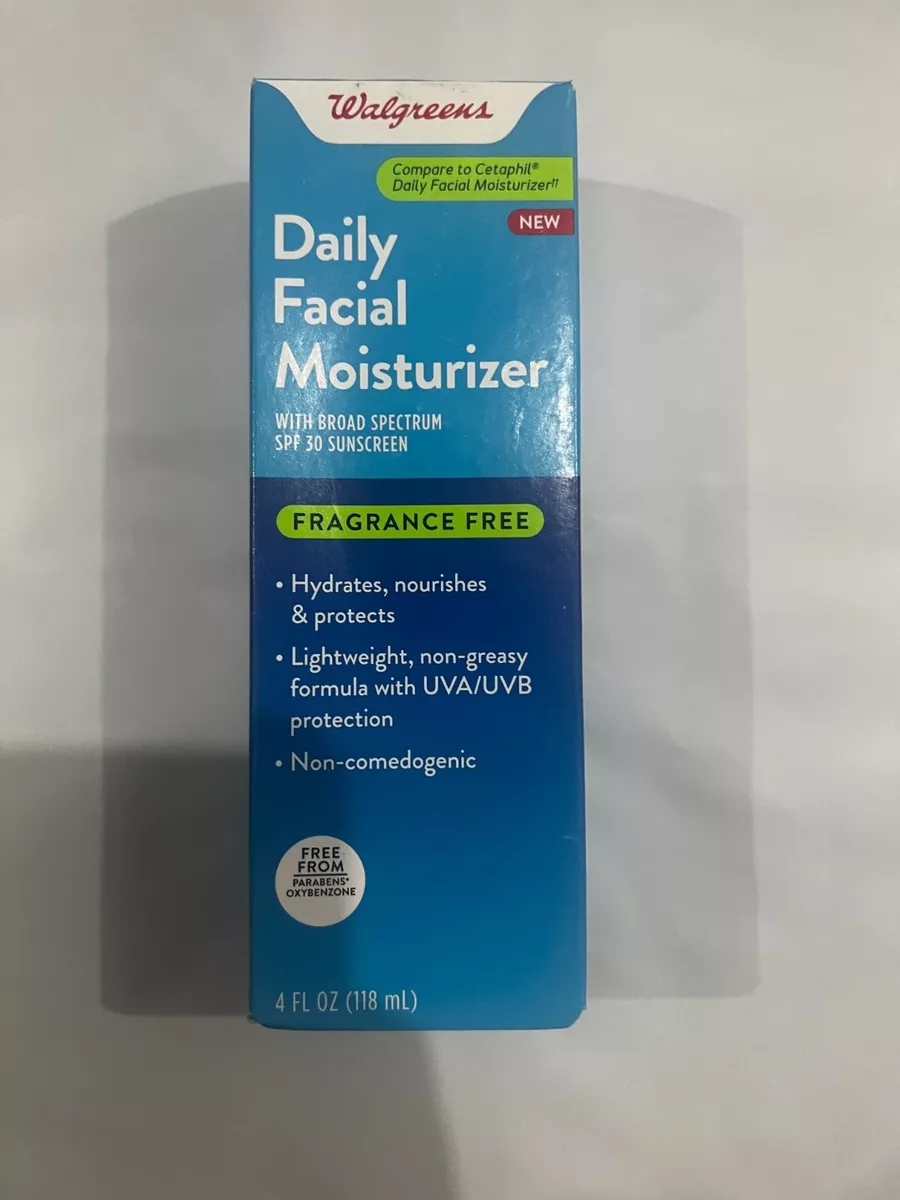 Walgreens
Compare to Cetaphil®
Daily Facial Moisturizer††
NEW
Daily
Facial
Moisturizer
WITH BROAD SPECTRUM
SPF 30 SUNSCREEN
FRAGRANCE FREE
• Hydrates, nourishes
& protects
• Lightweight, non-greasy
formula with UVA/UVB
protection
• Non-comedogenic
FREE
FROM
PARABENS*
OXYBENZONE
4 FL OZ (118 mL)